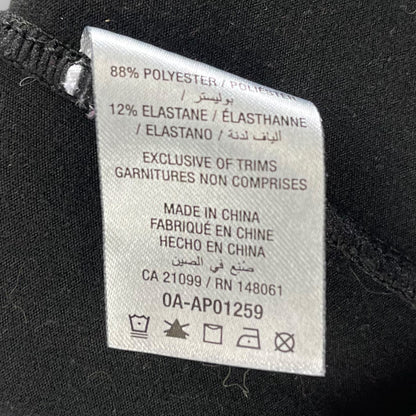 88% POLYESTER / POLIÉSTER
/ بوليستر
12% ELASTANE / ÉLASTHANNE
/ ELASTANO / ألياف لدنة
EXCLUSIVE OF TRIMS
GARNITURES NON COMPRISES
MADE IN CHINA
FABRIQUÉ EN CHINE
HECHO EN CHINA
صنع في الصين
CA 21099 / RN 148061
0A-AP01259